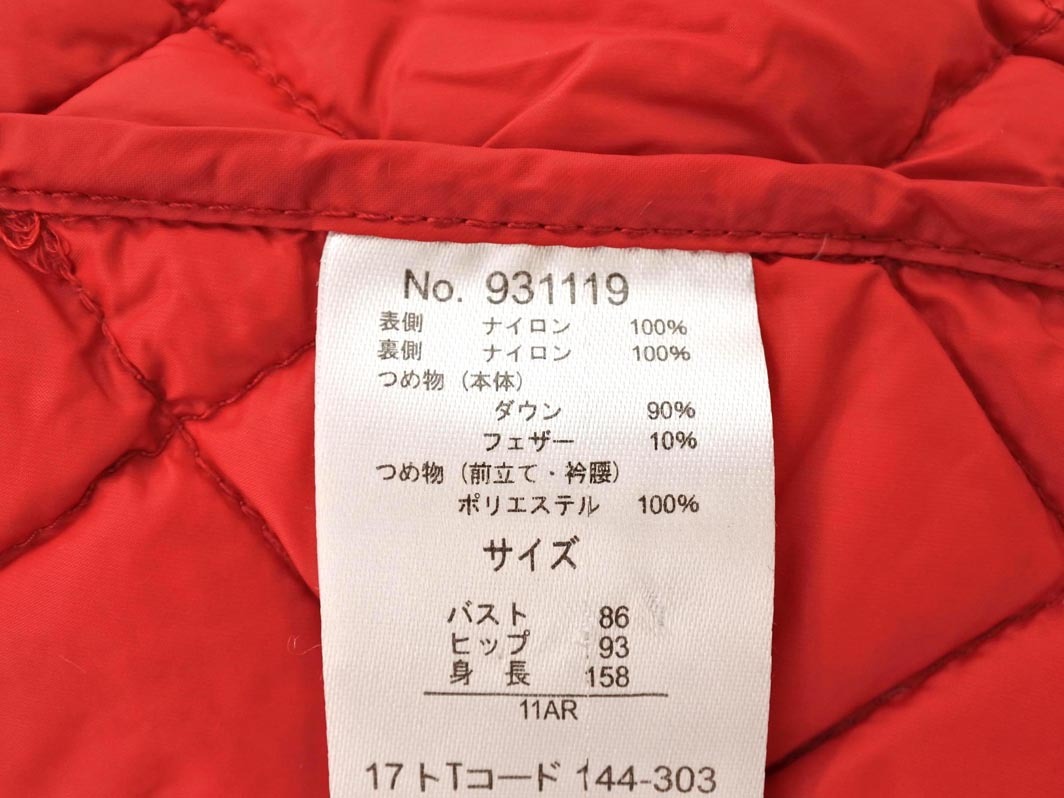 No. 931119
表側 ナイロン 100%
裏側 ナイロン 100%
つめ物（本体）
ダウン 90%
フェザー 10%
つめ物（前立て・衿腰）
ポリエステル 100%
サイズ
バスト 86
ヒップ 93
身長 158
11AR
17トTコード 144-303